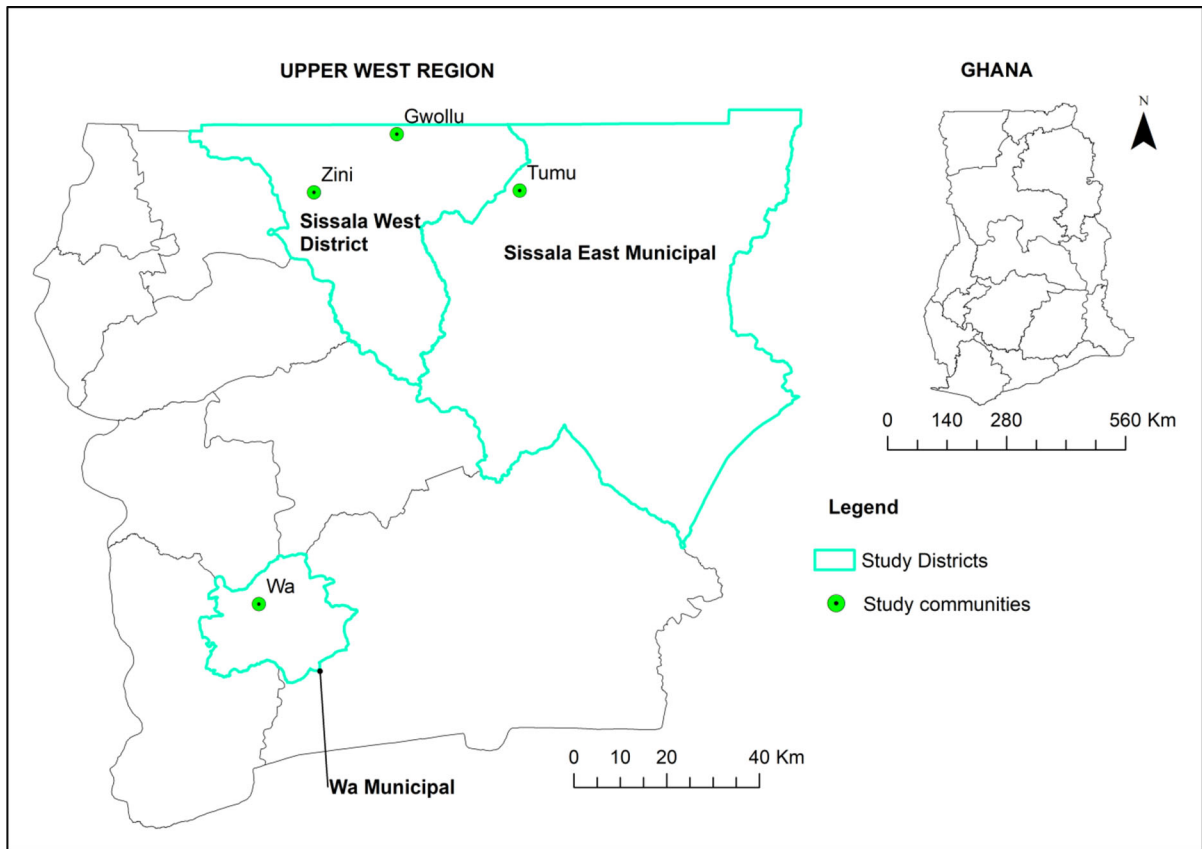 UPPER WEST REGION
GHANA
N
Gwollu
Zini
Tumu
Sissala West
District
Sissala East Municipal
0 140 280 560 Km
Legend
Study Districts
Wa
Study communities
0 10 20 40 Km
Wa Municipal